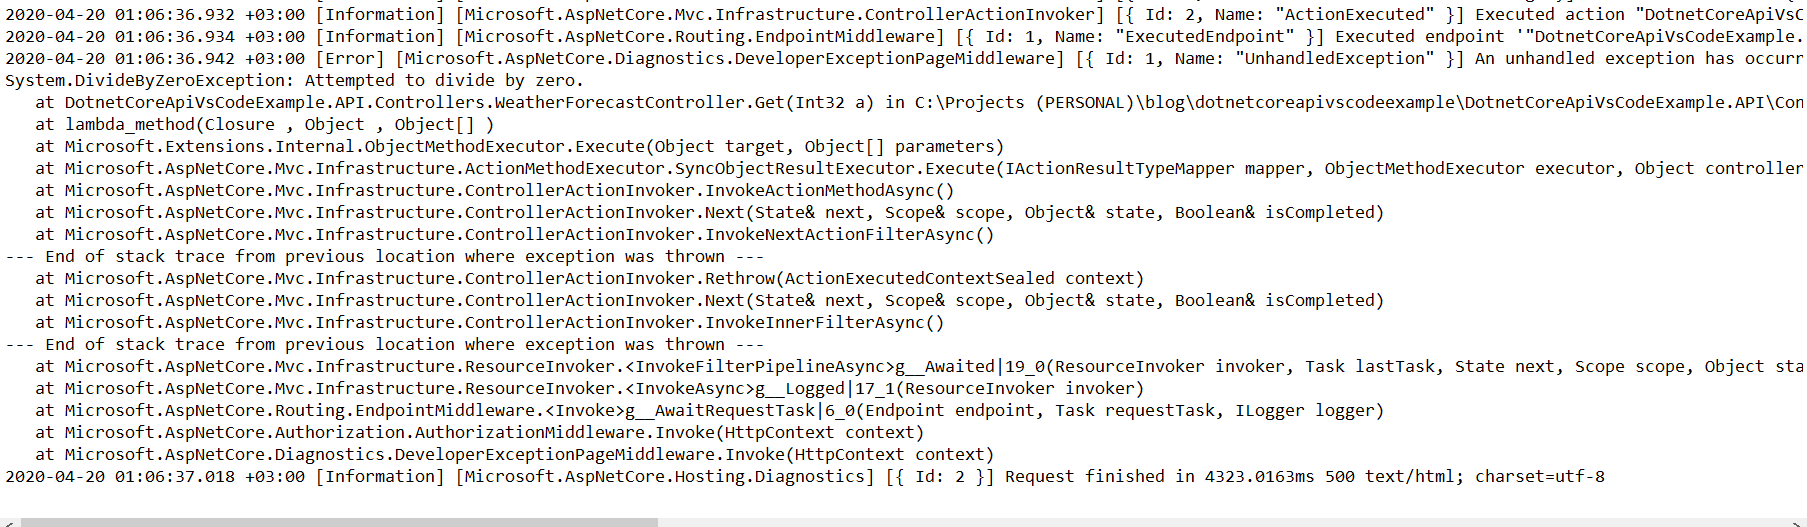 2020-04-20 01:06:36.932 +03:00 [Information] [Microsoft.AspNetCore.Mvc.Infrastructure.ControllerActionInvoker] [{ Id: 2, Name: "ActionExecuted" }] Executed action "DotnetCoreApiVsC
2020-04-20 01:06:36.934 +03:00 [Information] [Microsoft.AspNetCore.Routing.EndpointMiddleware] [{ Id: 1, Name: "ExecutedEndpoint" }] Executed endpoint '"DotnetCoreApiVsCodeExample.
2020-04-20 01:06:36.942 +03:00 [Error] [Microsoft.AspNetCore.Diagnostics.DeveloperExceptionPageMiddleware] [{ Id: 1, Name: "UnhandledException" }] An unhandled exception has occurr
System.DivideByZeroException: Attempted to divide by zero.
   at DotnetCoreApiVsCodeExample.API.Controllers.WeatherForecastController.Get(Int32 a) in C:\Projects (PERSONAL)\blog\dotnetcoreapivscodeexample\DotnetCoreApiVsCodeExample.API\Con
   at lambda_method(Closure , Object , Object[] )
   at Microsoft.Extensions.Internal.ObjectMethodExecutor.Execute(Object target, Object[] parameters)
   at Microsoft.AspNetCore.Mvc.Infrastructure.ActionMethodExecutor.SyncObjectResultExecutor.Execute(IActionResultTypeMapper mapper, ObjectMethodExecutor executor, Object controller
   at Microsoft.AspNetCore.Mvc.Infrastructure.ControllerActionInvoker.InvokeActionMethodAsync()
   at Microsoft.AspNetCore.Mvc.Infrastructure.ControllerActionInvoker.Next(State& next, Scope& scope, Object& state, Boolean& isCompleted)
   at Microsoft.AspNetCore.Mvc.Infrastructure.ControllerActionInvoker.InvokeNextActionFilterAsync()
--- End of stack trace from previous location where exception was thrown ---
   at Microsoft.AspNetCore.Mvc.Infrastructure.ControllerActionInvoker.Rethrow(ActionExecutedContextSealed context)
   at Microsoft.AspNetCore.Mvc.Infrastructure.ControllerActionInvoker.Next(State& next, Scope& scope, Object& state, Boolean& isCompleted)
   at Microsoft.AspNetCore.Mvc.Infrastructure.ControllerActionInvoker.InvokeInnerFilterAsync()
--- End of stack trace from previous location where exception was thrown ---
   at Microsoft.AspNetCore.Mvc.Infrastructure.ResourceInvoker.<InvokeFilterPipelineAsync>g__Awaited|19_0(ResourceInvoker invoker, Task lastTask, State next, Scope scope, Object sta
   at Microsoft.AspNetCore.Mvc.Infrastructure.ResourceInvoker.<InvokeAsync>g__Logged|17_1(ResourceInvoker invoker)
   at Microsoft.AspNetCore.Routing.EndpointMiddleware.<Invoke>g__AwaitRequestTask|6_0(Endpoint endpoint, Task requestTask, ILogger logger)
   at Microsoft.AspNetCore.Authorization.AuthorizationMiddleware.Invoke(HttpContext context)
   at Microsoft.AspNetCore.Diagnostics.DeveloperExceptionPageMiddleware.Invoke(HttpContext context)
2020-04-20 01:06:37.018 +03:00 [Information] [Microsoft.AspNetCore.Hosting.Diagnostics] [{ Id: 2 }] Request finished in 4323.0163ms 500 text/html; charset=utf-8